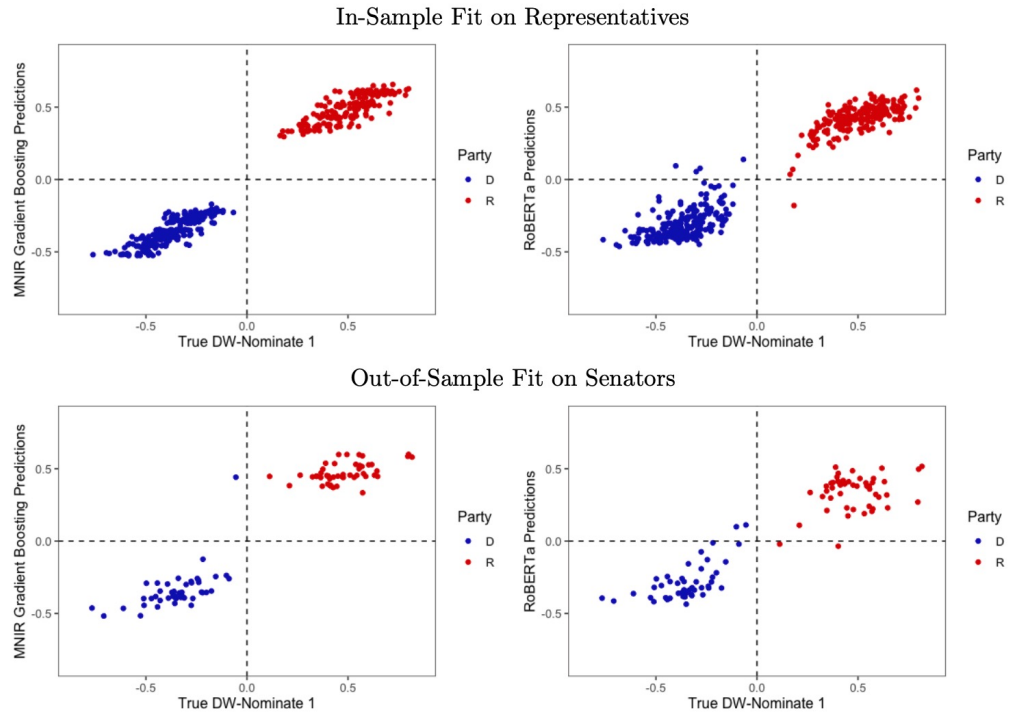 In-Sample Fit on Representatives
MNIR Gradient Boosting Predictions
0.5
0.0
-0.5
-0.5
0.0
0.5
True DW-Nominate 1
Party
D
R
RoBERTa Predictions
0.5
0.0
-0.5
-0.5
0.0
0.5
True DW-Nominate 1
Party
D
R
Out-of-Sample Fit on Senators
MNIR Gradient Boosting Predictions
0.5
0.0
-0.5
-0.5
0.0
0.5
True DW-Nominate 1
Party
D
R
RoBERTa Predictions
0.5
0.0
-0.5
-0.5
0.0
0.5
True DW-Nominate 1
Party
D
R